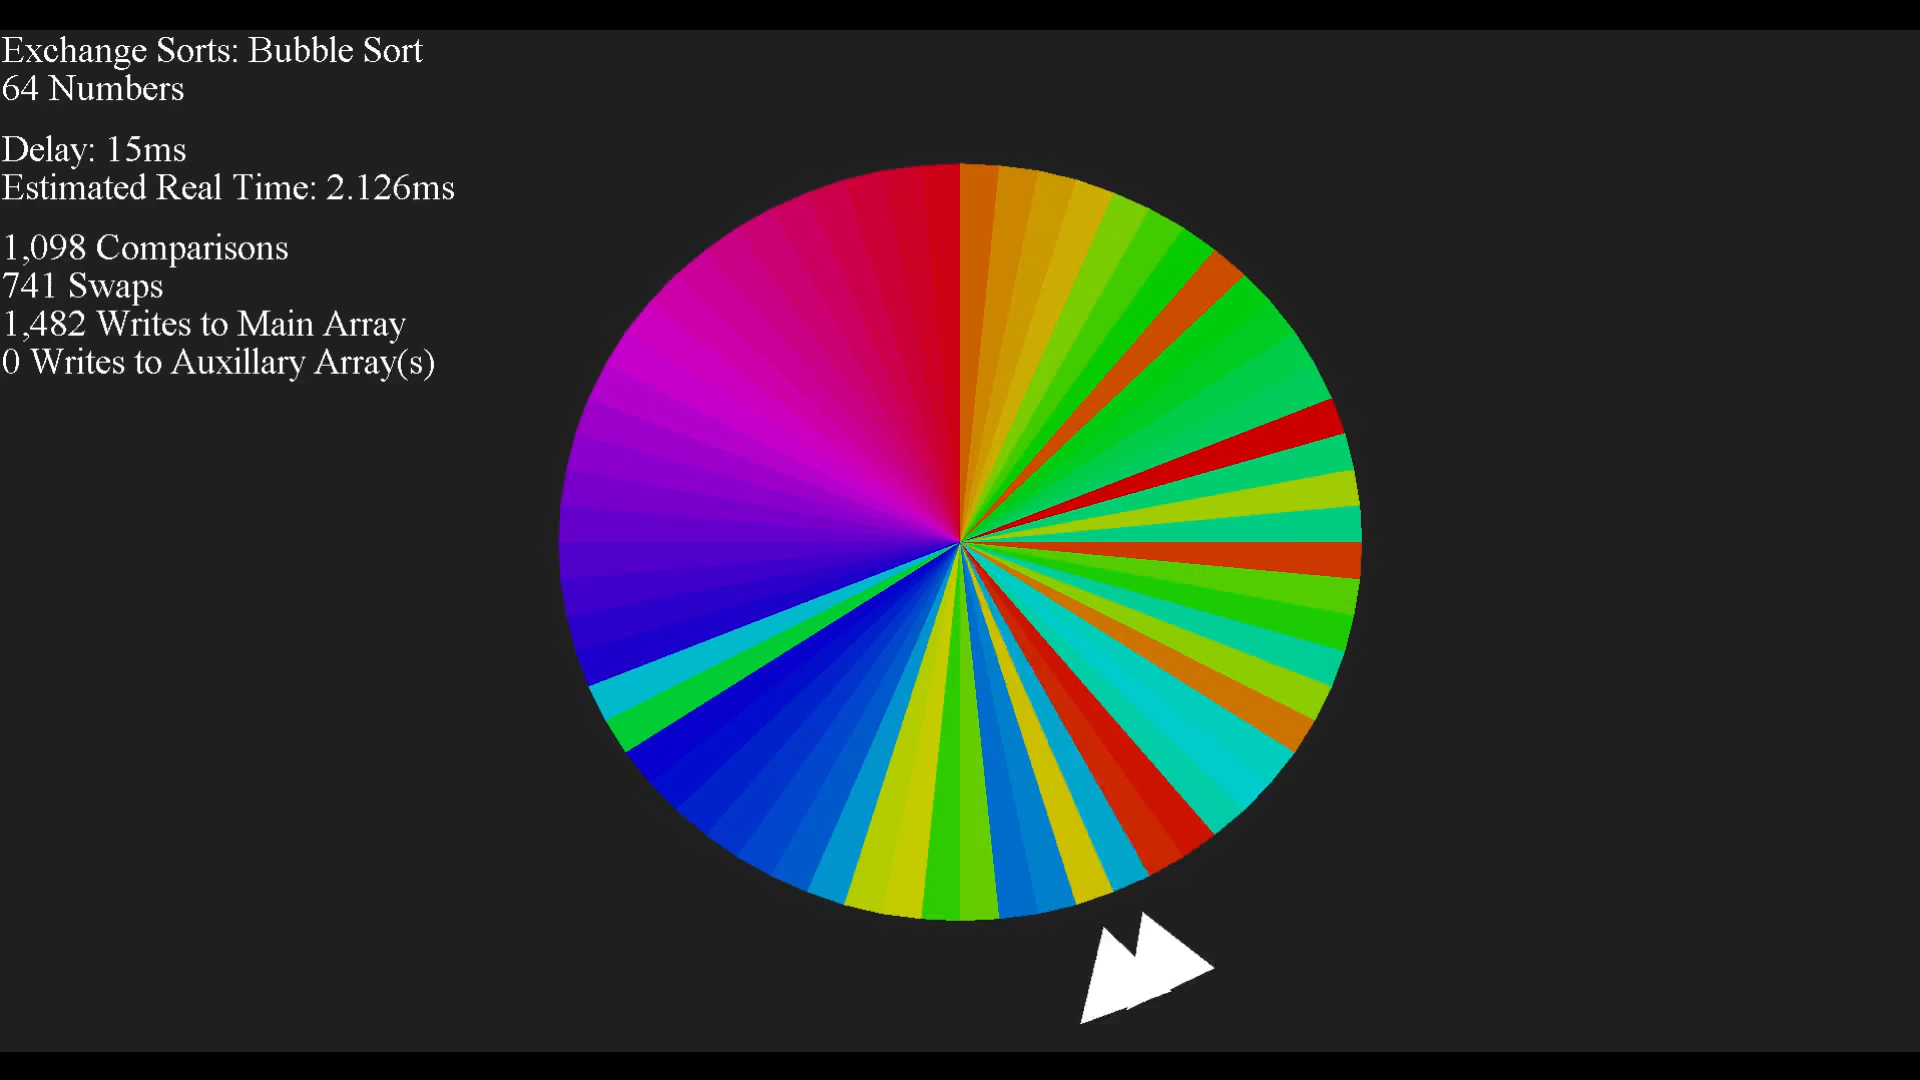 Exchange Sorts: Bubble Sort
64 Numbers
Delay: 15ms
Estimated Real Time: 2.126ms
1,098 Comparisons
741 Swaps
1,482 Writes to Main Array
0 Writes to Auxillary Array(s)